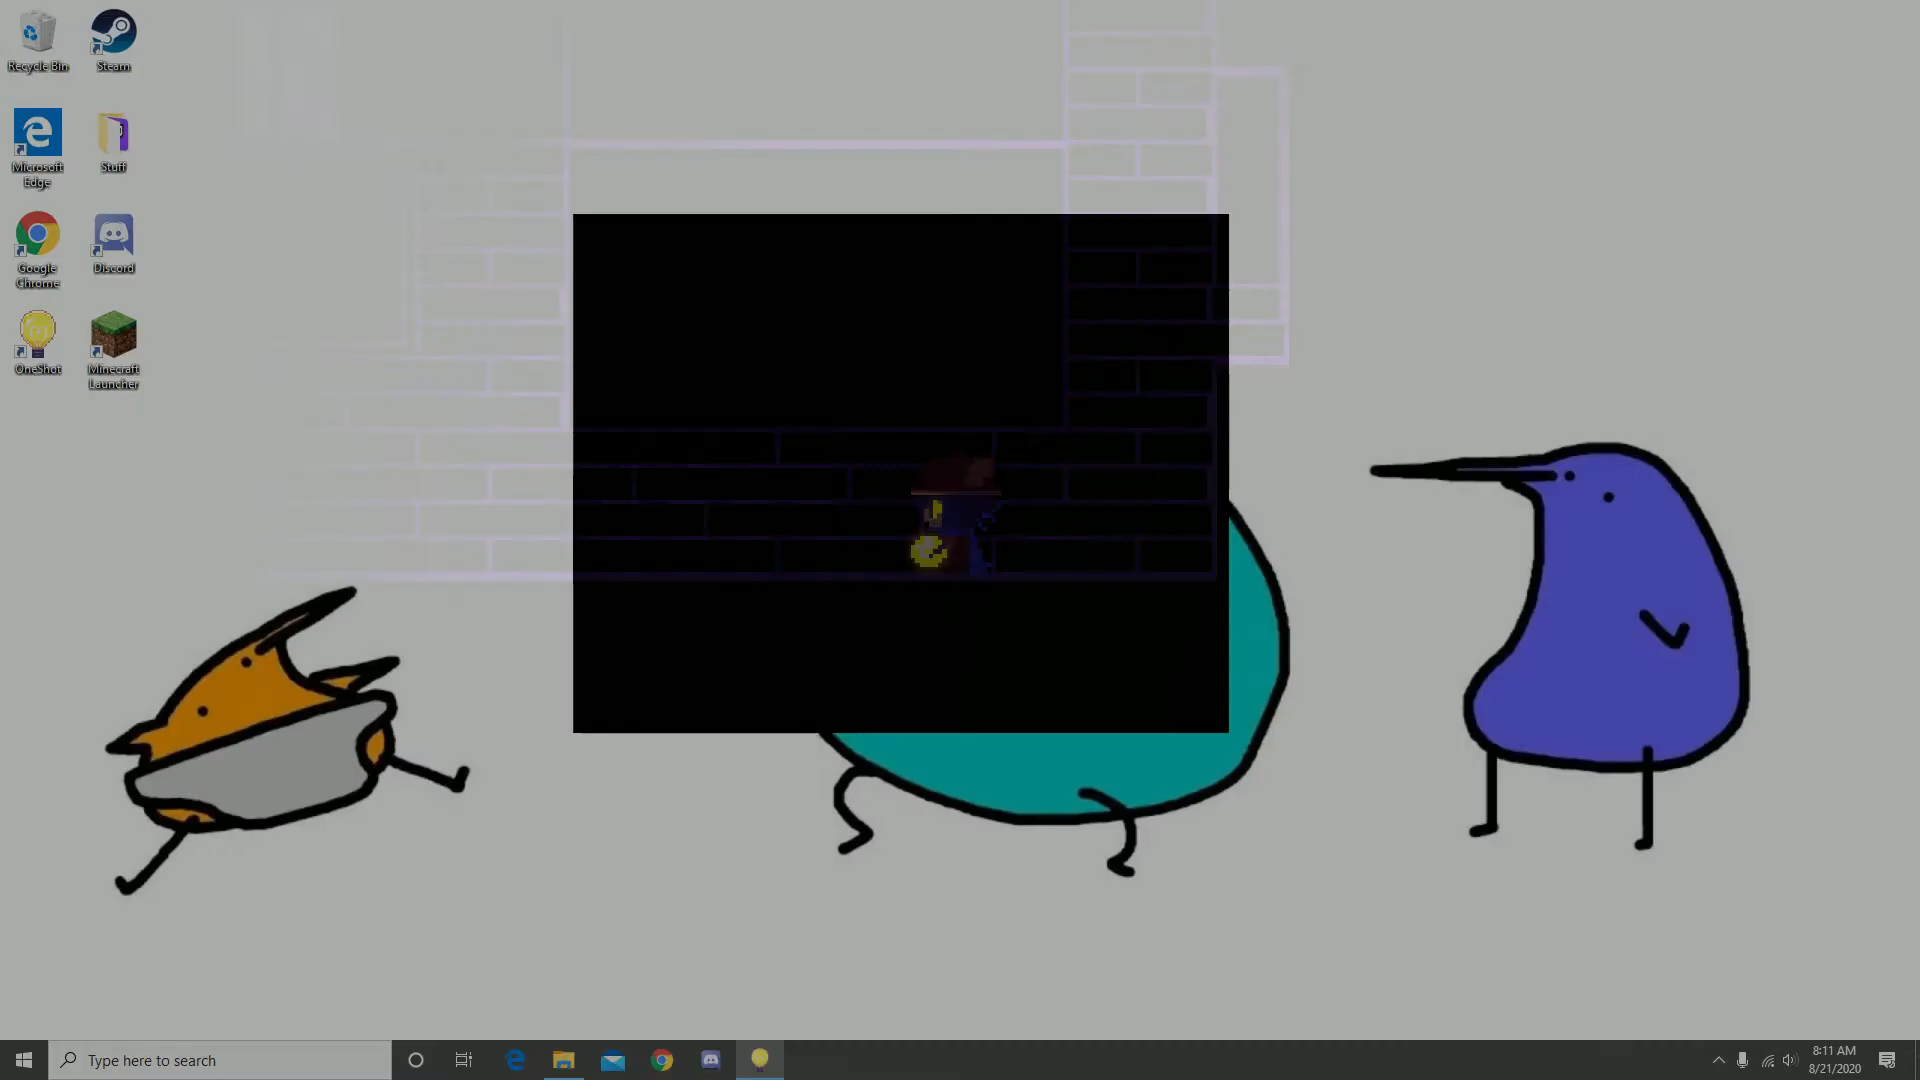 Recycle Bin
Steam
Microsoft
Edge
Stuff
Google
Chrome
Discord
OneShot
Minecraft
Launcher
Type here to search
8:11 AM
8/21/2020